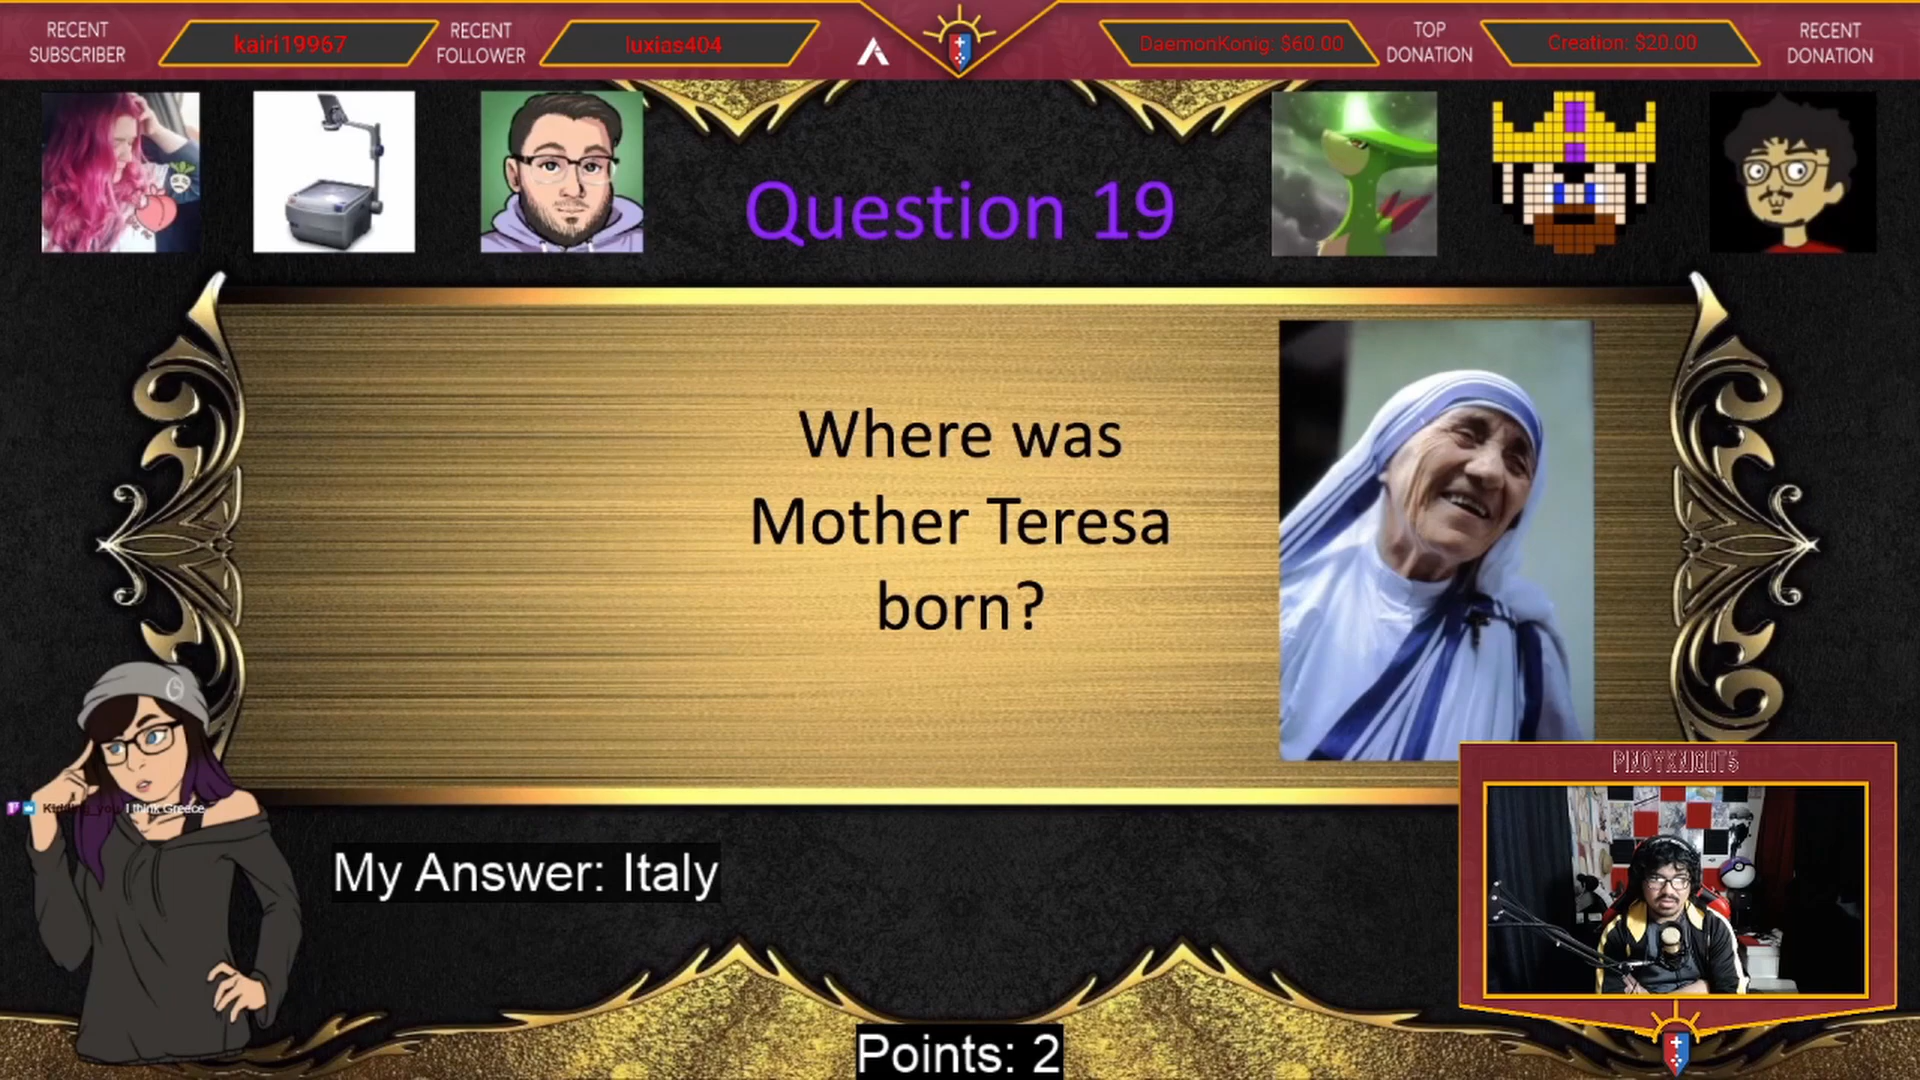 RECENT
SUBSCRIBER
kairi19967
RECENT
FOLLOWER
luxias404
DaemonKonig: $60.00
TOP
DONATION
Creation: $20.00
RECENT
DONATION
Question 19
Where was
Mother Teresa
born?
PINOYKNIGHTS
I think Greece
My Answer: Italy
Points: 2